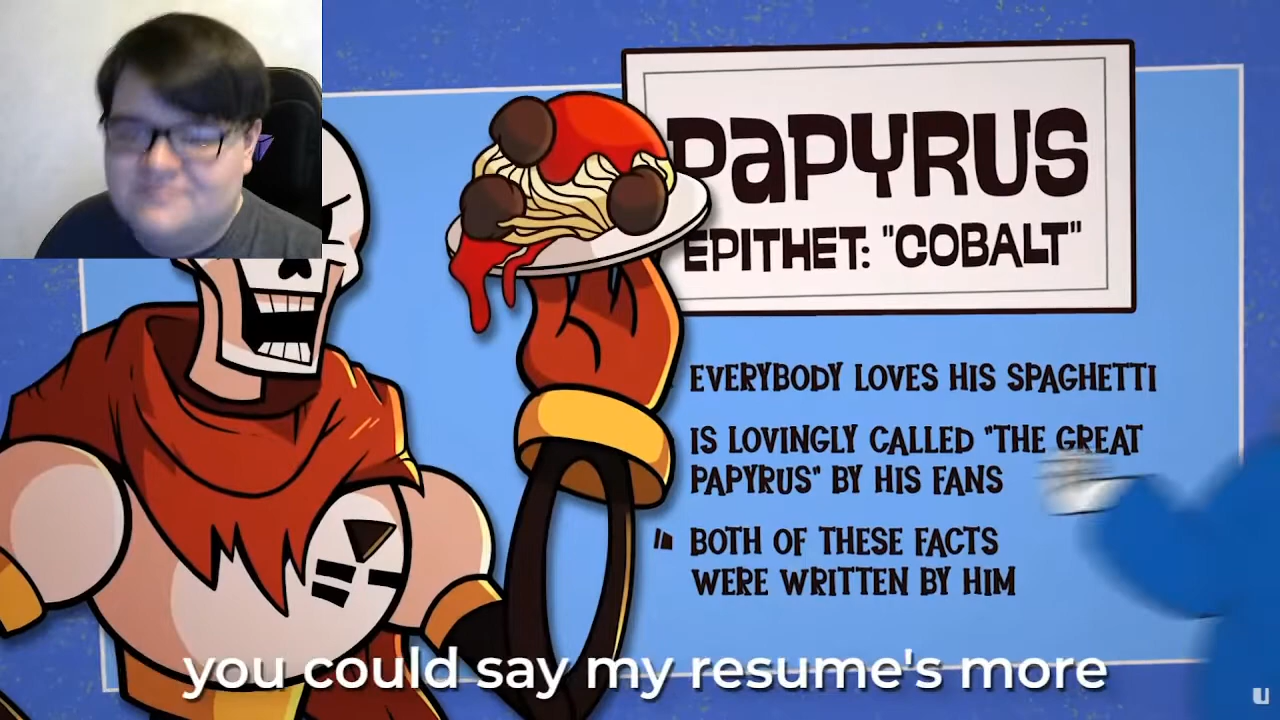 PAPYRUS
EPITHET: "COBALT"
EVERYBODY LOVES HIS SPAGHETTI
IS LOVINGLY CALLED "THE GREAT
PAPYRUS" BY HIS FANS
BOTH OF THESE FACTS
WERE WRITTEN BY HIM
you could say my resume's more
U